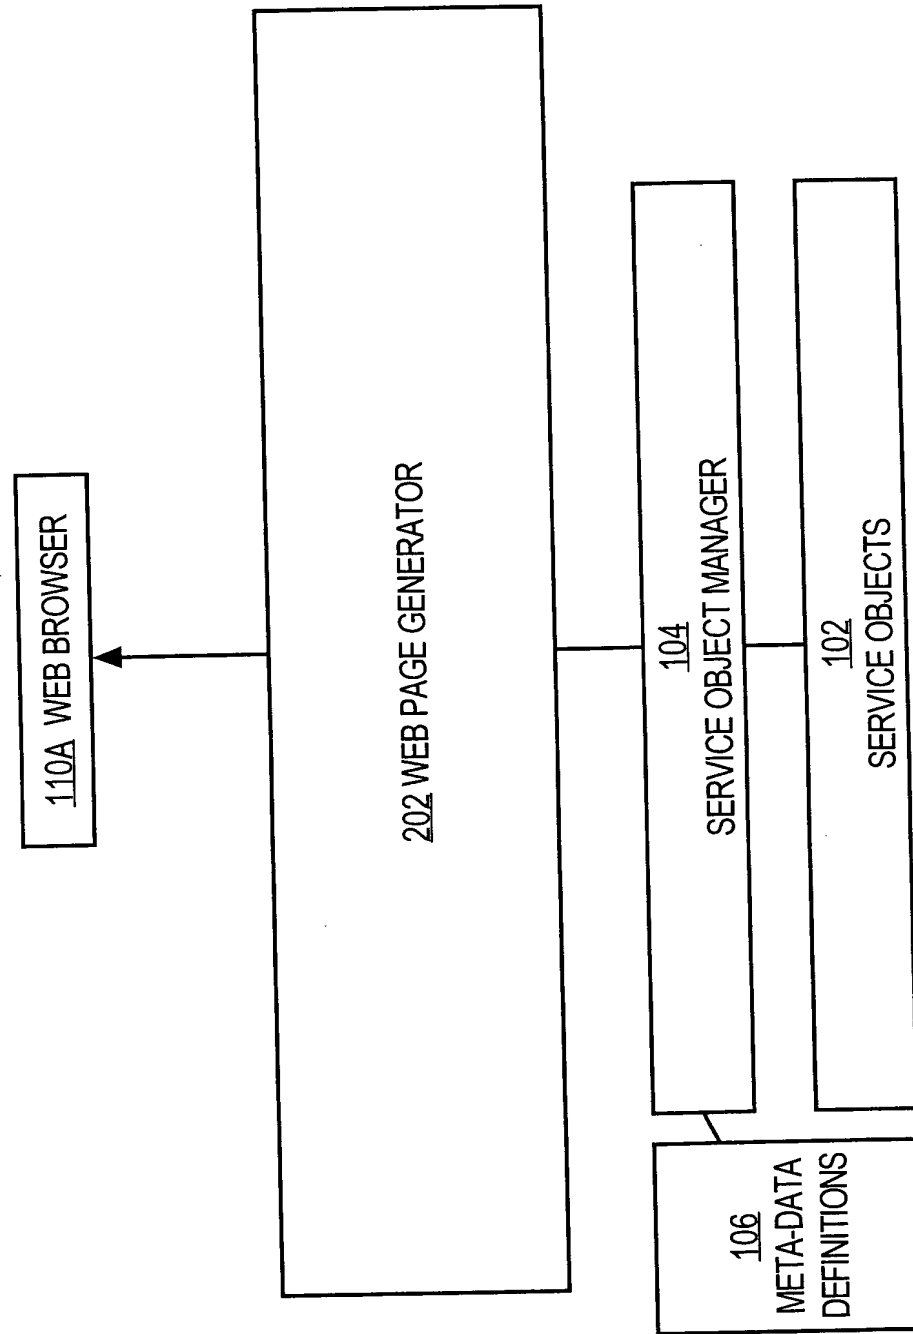 110A WEB BROWSER
202 WEB PAGE GENERATOR
104
SERVICE OBJECT MANAGER
102
SERVICE OBJECTS
106
META-DATA
DEFINITIONS